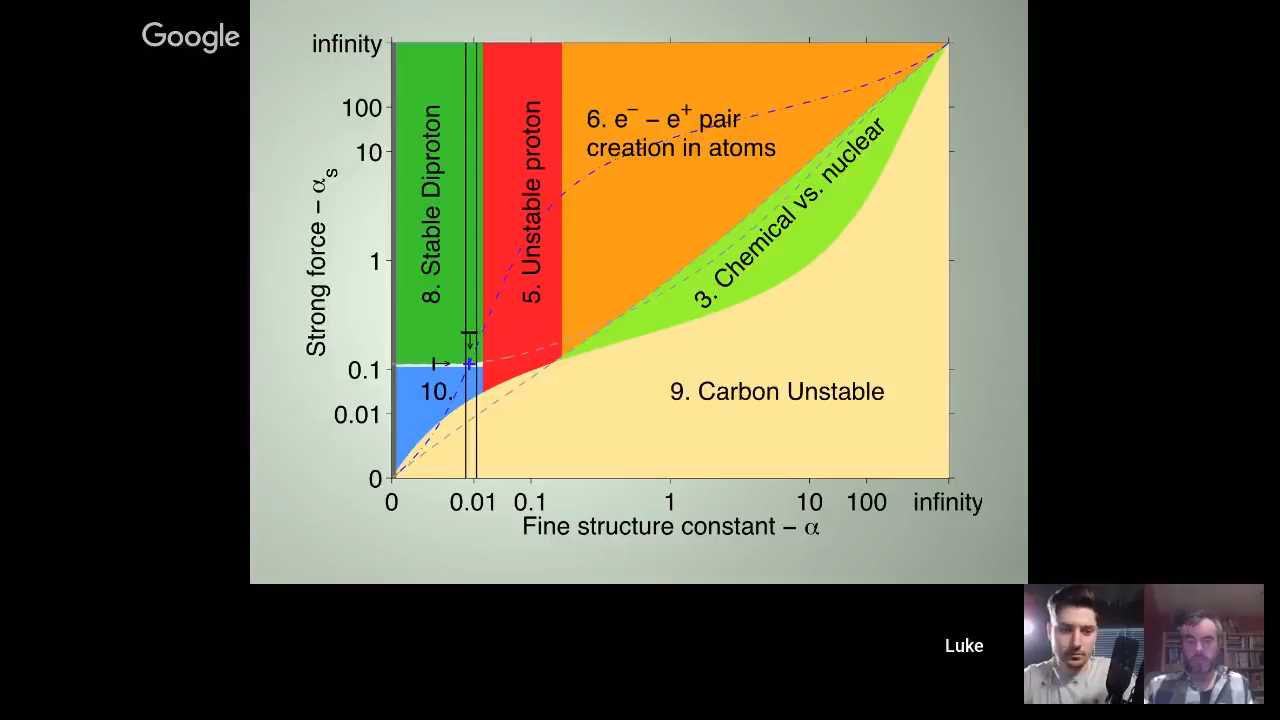 Google
infinity
100
10
1
0.1
0.01
0
Strong force – αs
8. Stable Diproton
5. Unstable proton
6. e– – e+ pair
creation in atoms
3. Chemical vs. nuclear
10.
9. Carbon Unstable
0 0.01 0.1 1 10 100 infinity
Fine structure constant – α
Luke